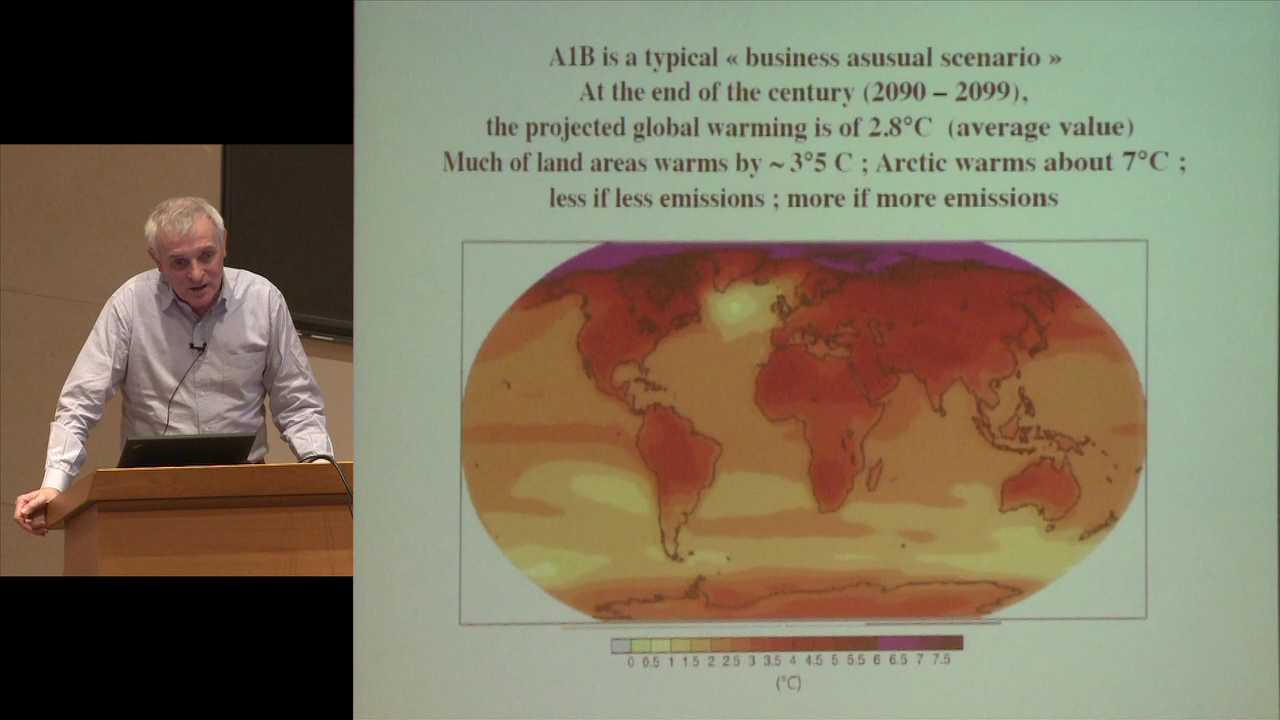 A1B is a typical « business asusual scenario »
At the end of the century (2090 – 2099),
the projected global warming is of 2.8°C (average value)
Much of land areas warms by ~ 3°5 C ; Arctic warms about 7°C ;
less if less emissions ; more if more emissions
0 0.5 1 1.5 2 2.5 3 3.5 4 4.5 5 5.5 6 6.5 7 7.5
(°C)